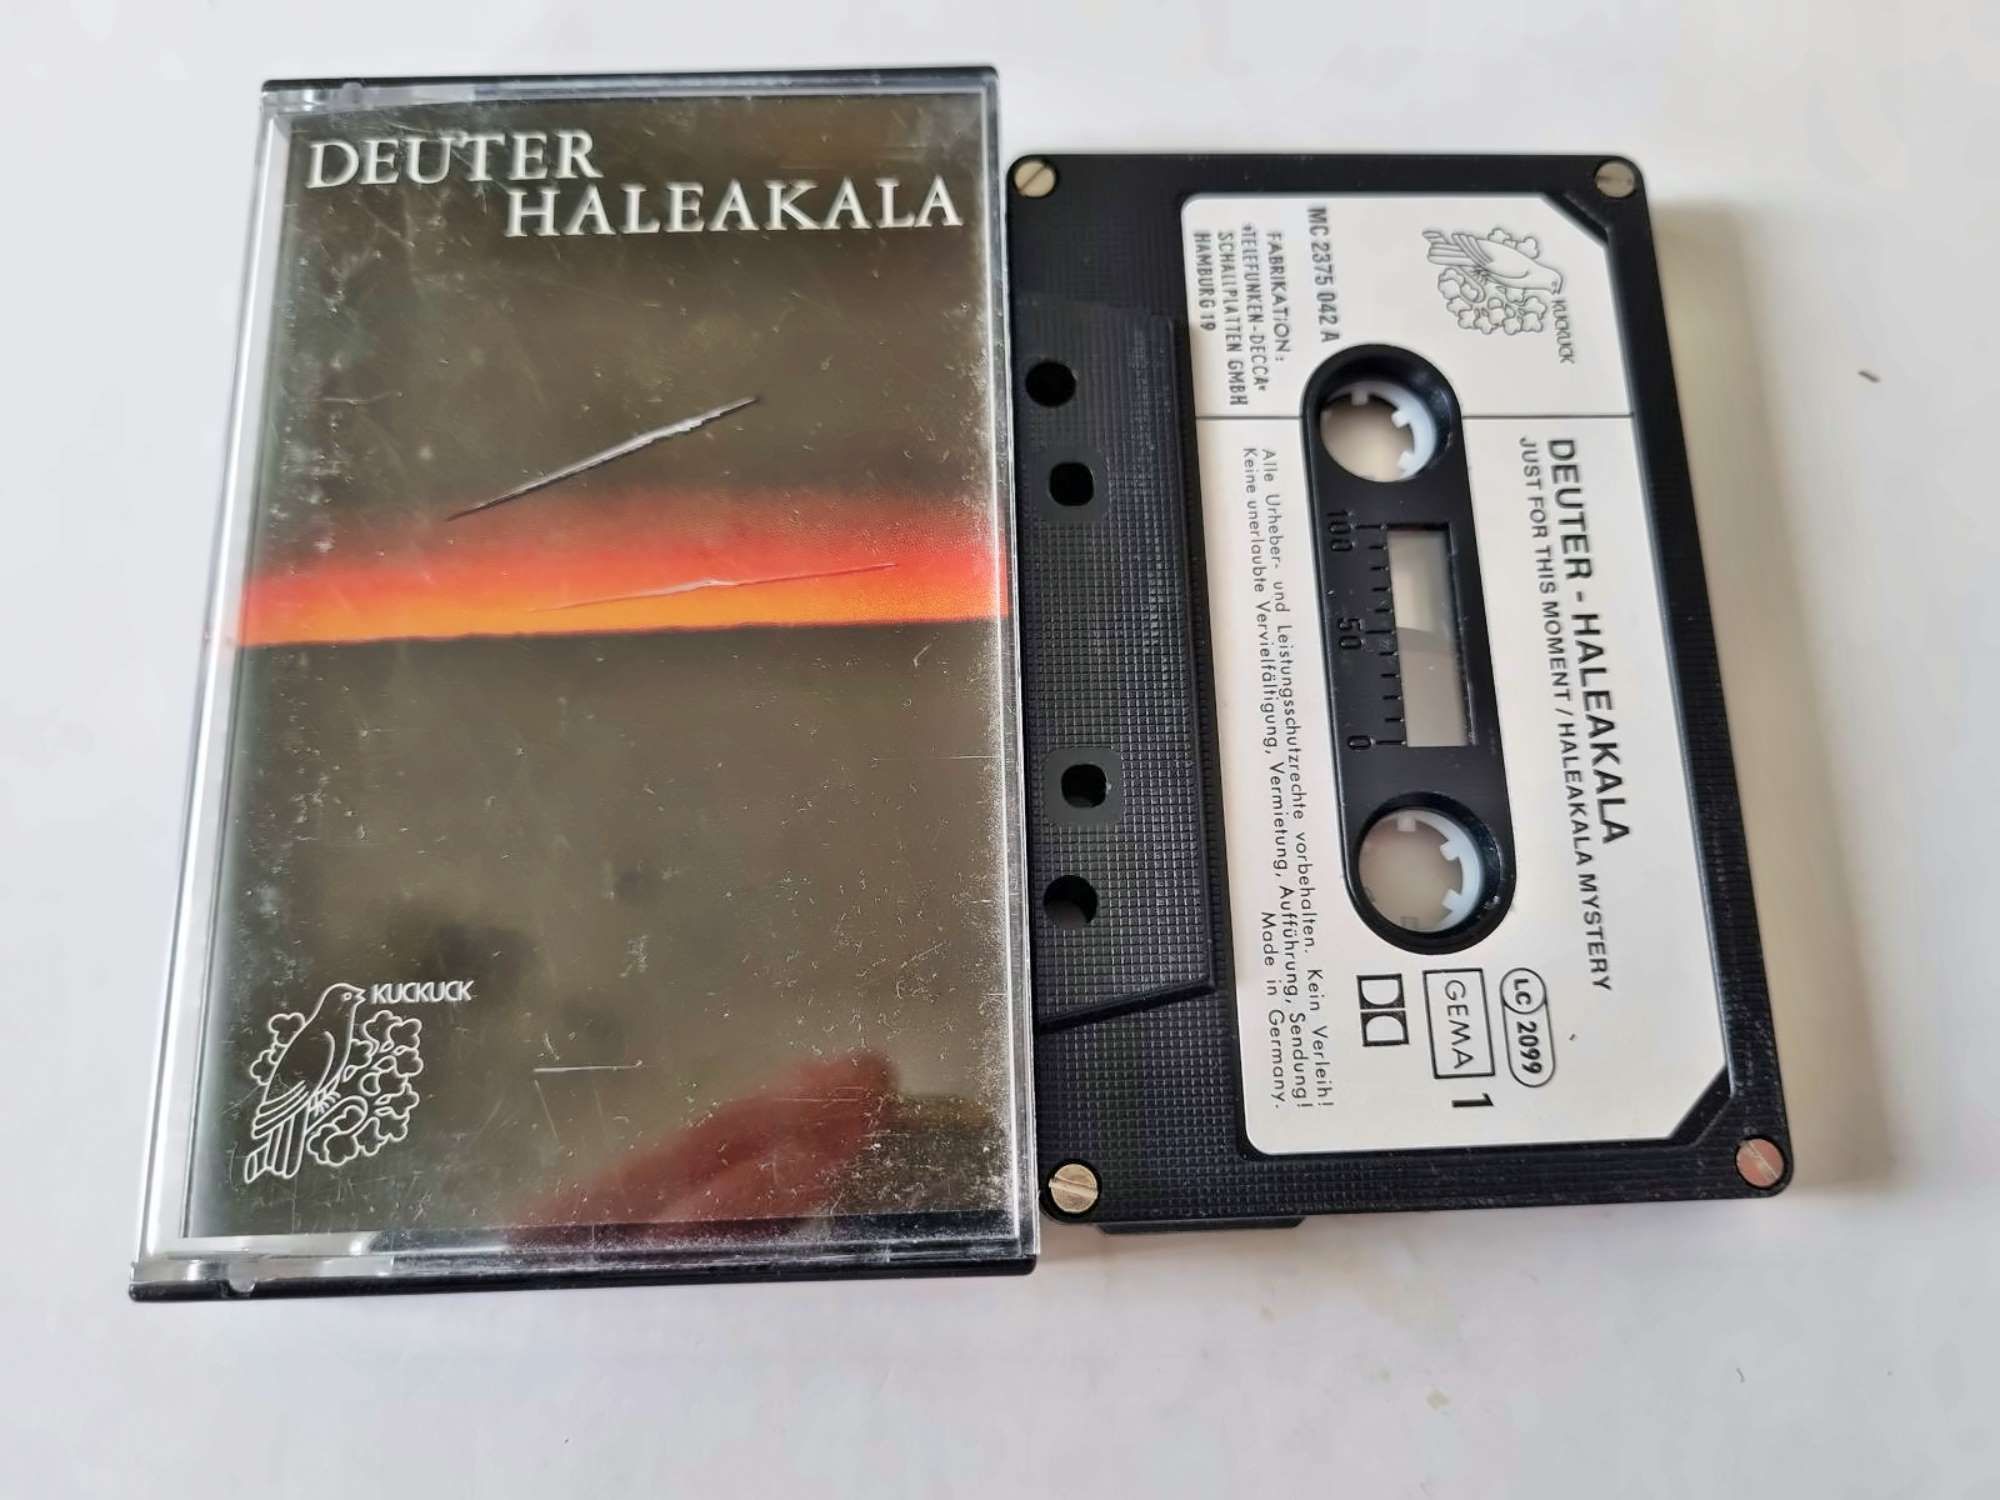 DEUTER
HALEAKALA
KUCKUCK
KUCKUCK
MC 2375 042 A
FABRIKATION:
»TELEFUNKEN-DECCA«
SCHALLPLATTEN GMBH
HAMBURG 19
DEUTER - HALEAKALA
JUST FOR THIS MOMENT / HALEAKALA MYSTERY
100 50 0
LC 2099
GEMA 1
Alle Urheber- und Leistungsschutzrechte vorbehalten. Kein Verleih!
Keine unerlaubte Vervielfältigung, Vermietung, Aufführung, Sendung!
Made in Germany.